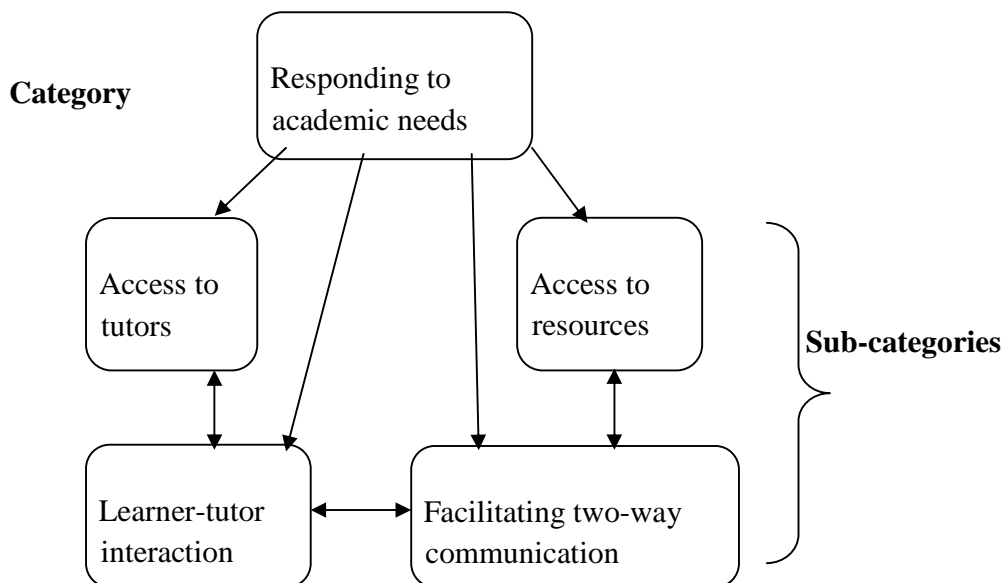 Category
Responding to
academic needs
Access to
tutors
Access to
resources
Sub-categories
Learner-tutor
interaction
Facilitating two-way
communication